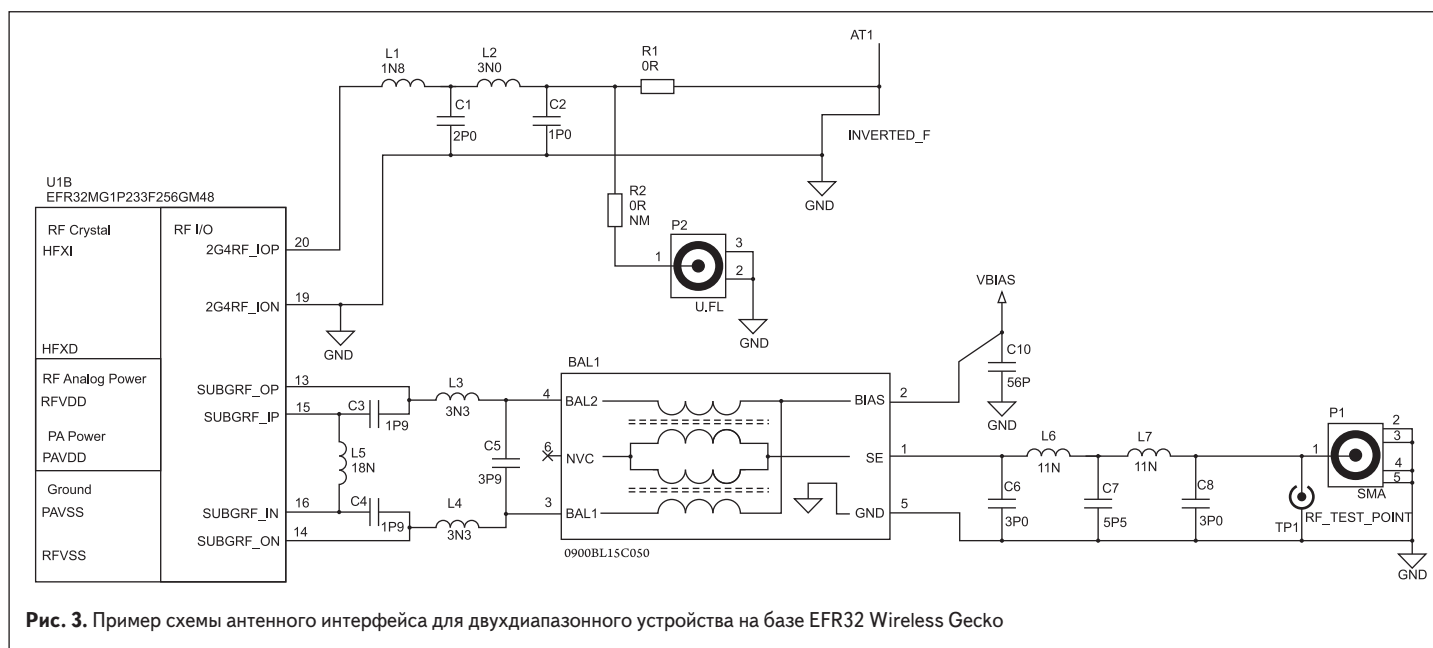 AT1
L1
1N8
L2
3N0
R1
0R
C1
2P0
C2
1P0
INVERTED_F
GND
U1B
EFR32MG1P233F256GM48
RF Crystal
HFXI
HFXD
RF I/O
2G4RF_IOP
20
2G4RF_ION
19
GND
R2
0R
NM
P2
1
3
2
U.FL
GND
RF Analog Power
RFVDD
PA Power
PAVDD
Ground
PAVSS
RFVSS
SUBGRF_OP
13
SUBGRF_IP
15
SUBGRF_IN
16
SUBGRF_ON
14
C3
1P9
L5
18N
C4
1P9
L3
3N3
L4
3N3
C5
3P9
BAL1
4
BAL2
6
NVC
3
BAL1
BIAS
2
SE
1
GND
5
0900BL15C050
VBIAS
C10
56P
GND
L6
11N
L7
11N
C6
3P0
C7
5P5
C8
3P0
TP1
RF_TEST_POINT
P1
1
2
3
4
5
SMA
GND
Рис. 3. Пример схемы антенного интерфейса для двухдиапазонного устройства на базе EFR32 Wireless Gecko